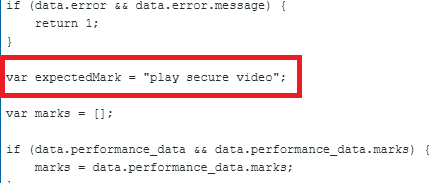 if (data.error && data.error.message) {
return 1;
}
var expectedMark = "play secure video";
var marks = [];
if (data.performance_data && data.performance_data.marks) {
marks = data.performance_data.marks;